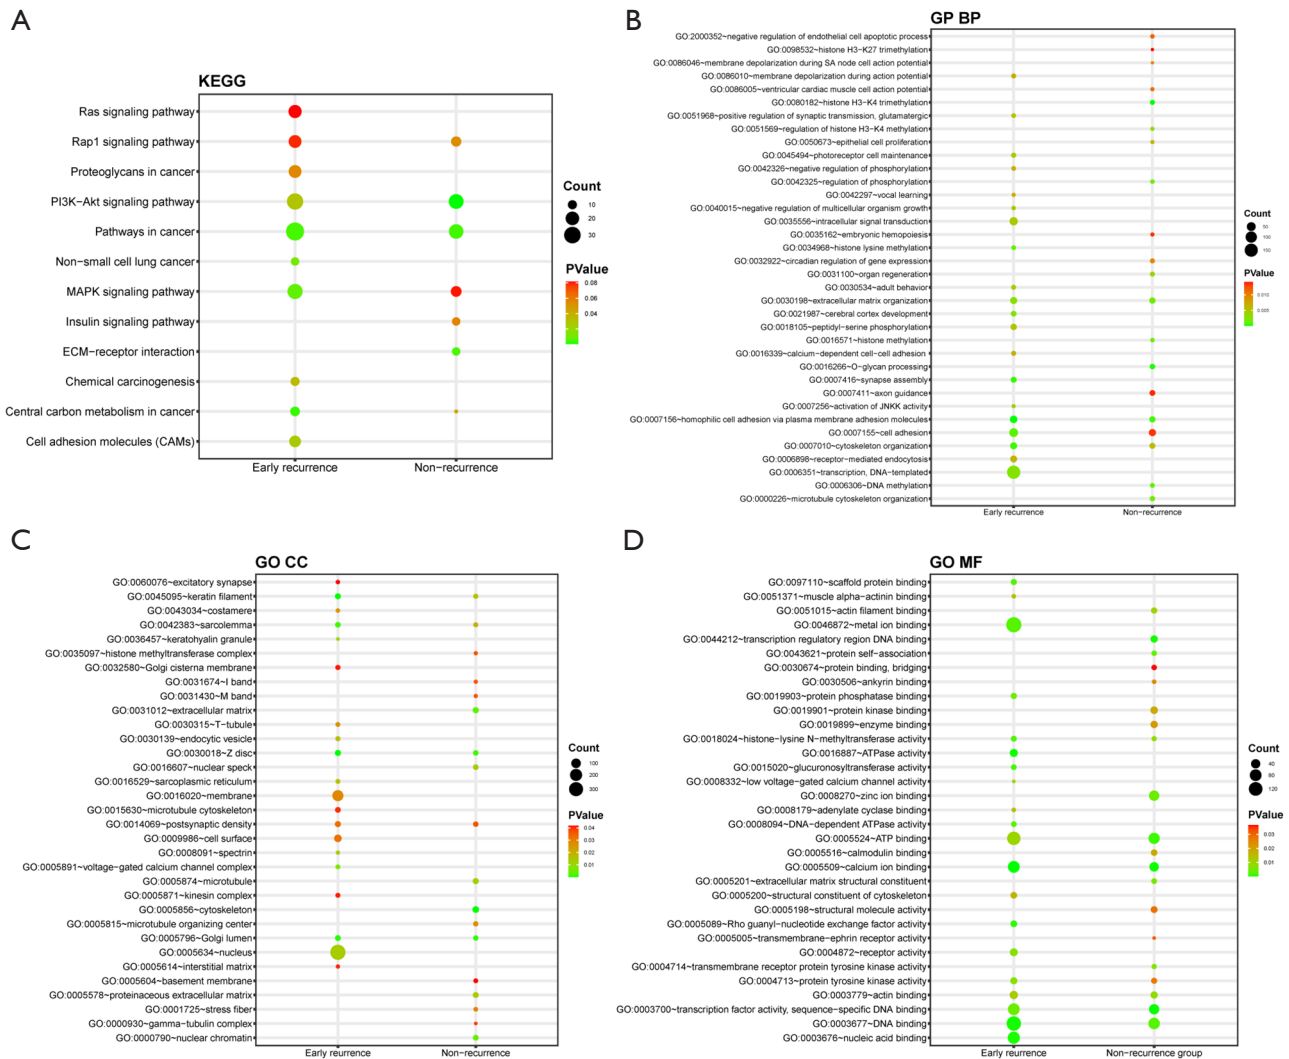 A
KEGG
Ras signaling pathway
Rap1 signaling pathway
Proteoglycans in cancer
PI3K−Akt signaling pathway
Pathways in cancer
Non−small cell lung cancer
MAPK signaling pathway
Insulin signaling pathway
ECM−receptor interaction
Chemical carcinogenesis
Central carbon metabolism in cancer
Cell adhesion molecules (CAMs)
Early recurrence
Non−recurrence
Count
10
20
30
PValue
0.08
0.04
B
GP BP
GO:2000352~negative regulation of endothelial cell apoptotic process
GO:0098532~histone H3−K27 trimethylation
GO:0086046~membrane depolarization during SA node cell action potential
GO:0086010~membrane depolarization during action potential
GO:0086005~ventricular cardiac muscle cell action potential
GO:0080182~histone H3−K4 trimethylation
GO:0051968~positive regulation of synaptic transmission, glutamatergic
GO:0051569~regulation of histone H3−K4 methylation
GO:0050673~epithelial cell proliferation
GO:0045494~photoreceptor cell maintenance
GO:0042326~negative regulation of phosphorylation
GO:0042325~regulation of phosphorylation
GO:0042297~vocal learning
GO:0040015~negative regulation of multicellular organism growth
GO:0035556~intracellular signal transduction
GO:0035162~embryonic hemopoiesis
GO:0034968~histone lysine methylation
GO:0032922~circadian regulation of gene expression
GO:0031100~organ regeneration
GO:0030534~adult behavior
GO:0030198~extracellular matrix organization
GO:0021987~cerebral cortex development
GO:0018105~peptidyl−serine phosphorylation
GO:0016571~histone methylation
GO:0016339~calcium−dependent cell−cell adhesion
GO:0016266~O−glycan processing
GO:0007416~synapse assembly
GO:0007411~axon guidance
GO:0007256~activation of JNKK activity
GO:0007156~homophilic cell adhesion via plasma membrane adhesion molecules
GO:0007155~cell adhesion
GO:0007010~cytoskeleton organization
GO:0006898~receptor−mediated endocytosis
GO:0006351~transcription, DNA−templated
GO:0006306~DNA methylation
GO:0000226~microtubule cytoskeleton organization
Early recurrence
Non−recurrence
Count
50
100
150
PValue
0.010
0.005
C
GO CC
GO:0060076~excitatory synapse
GO:0045095~keratin filament
GO:0043034~costamere
GO:0042383~sarcolemma
GO:0036457~keratohyalin granule
GO:0035097~histone methyltransferase complex
GO:0032580~Golgi cisterna membrane
GO:0031674~I band
GO:0031430~M band
GO:0031012~extracellular matrix
GO:0030315~T−tubule
GO:0030139~endocytic vesicle
GO:0030018~Z disc
GO:0016607~nuclear speck
GO:0016529~sarcoplasmic reticulum
GO:0016020~membrane
GO:0015630~microtubule cytoskeleton
GO:0014069~postsynaptic density
GO:0009986~cell surface
GO:0008091~spectrin
GO:0005891~voltage−gated calcium channel complex
GO:0005874~microtubule
GO:0005871~kinesin complex
GO:0005856~cytoskeleton
GO:0005815~microtubule organizing center
GO:0005796~Golgi lumen
GO:0005634~nucleus
GO:0005614~interstitial matrix
GO:0005604~basement membrane
GO:0005578~proteinaceous extracellular matrix
GO:0001725~stress fiber
GO:0000930~gamma−tubulin complex
GO:0000790~nuclear chromatin
Early reurrence
Non−recurrence
Count
100
200
300
PValue
0.04
0.03
0.02
0.01
D
GO MF
GO:0097110~scaffold protein binding
GO:0051371~muscle alpha−actinin binding
GO:0051015~actin filament binding
GO:0046872~metal ion binding
GO:0044212~transcription regulatory region DNA binding
GO:0043621~protein self−association
GO:0030674~protein binding, bridging
GO:0030506~ankyrin binding
GO:0019903~protein phosphatase binding
GO:0019901~protein kinase binding
GO:0019899~enzyme binding
GO:0018024~histone−lysine N−methyltransferase activity
GO:0016887~ATPase activity
GO:0015020~glucuronosyltransferase activity
GO:0008332~low voltage−gated calcium channel activity
GO:0008270~zinc ion binding
GO:0008179~adenylate cyclase binding
GO:0008094~DNA−dependent ATPase activity
GO:0005524~ATP binding
GO:0005516~calmodulin binding
GO:0005509~calcium ion binding
GO:0005201~extracellular matrix structural constituent
GO:0005200~structural constituent of cytoskeleton
GO:0005198~structural molecule activity
GO:0005089~Rho guanyl−nucleotide exchange factor activity
GO:0005005~transmembrane−ephrin receptor activity
GO:0004872~receptor activity
GO:0004714~transmembrane receptor protein tyrosine kinase activity
GO:0004713~protein tyrosine kinase activity
GO:0003779~actin binding
GO:0003700~transcription factor activity, sequence−specific DNA binding
GO:0003677~DNA binding
GO:0003676~nucleic acid binding
Early recurrence
Non−recurrence group
Count
40
80
120
PValue
0.03
0.01